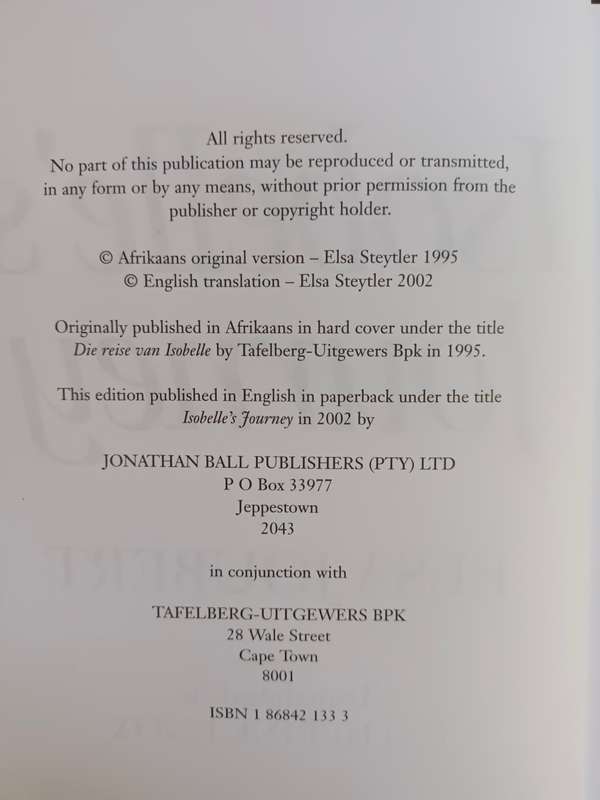 All rights reserved.
No part of this publication may be reproduced or transmitted,
in any form or by any means, without prior permission from the
publisher or copyright holder.
© Afrikaans original version – Elsa Steytler 1995
© English translation – Elsa Steytler 2002
Originally published in Afrikaans in hard cover under the title
Die reise van Isobelle by Tafelberg-Uitgewers Bpk in 1995.
This edition published in English in paperback under the title
Isobelle's Journey in 2002 by
JONATHAN BALL PUBLISHERS (PTY) LTD
P O Box 33977
Jeppestown
2043
in conjunction with
TAFELBERG-UITGEWERS BPK
28 Wale Street
Cape Town
8001
ISBN 1 86842 133 3